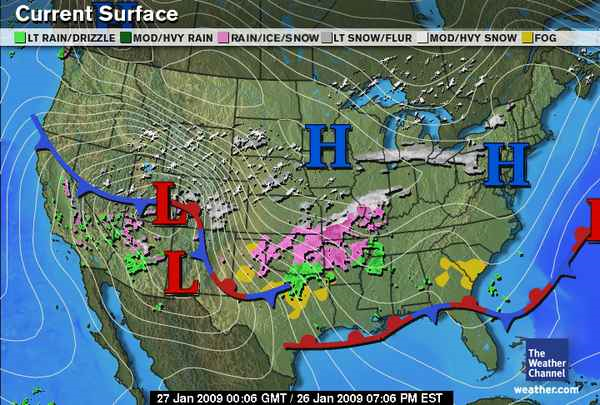 Current Surface
LT RAIN/DRIZZLE MOD/HVY RAIN RAIN/ICE/SNOW LT SNOW/FLUR MOD/HVY SNOW FOG
H
H
H
L
L
L
The
Weather
Channel
weather.com
27 Jan 2009 00:06 GMT / 26 Jan 2009 07:06 PM EST